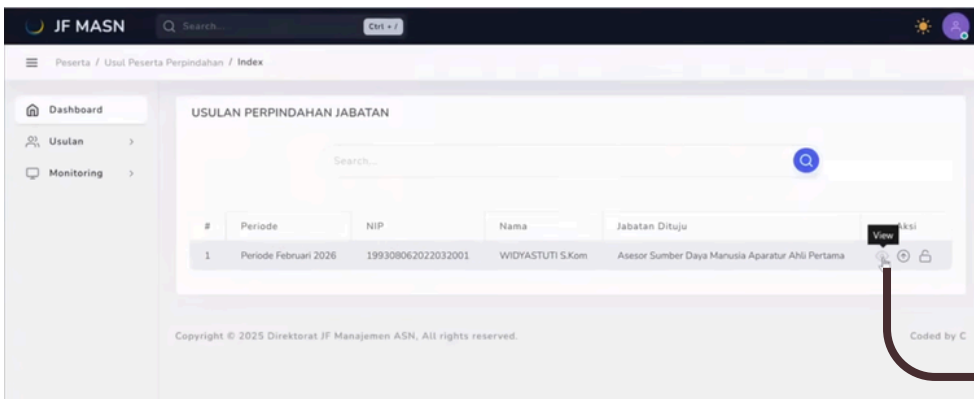 JF MASN
Search...
Ctrl + /
Peserta / Usul Peserta Perpindahan / Index
Dashboard
Usulan
Monitoring
USULAN PERPINDAHAN JABATAN
Search...
# Periode NIP Nama Jabatan Dituju Aksi
View
1 Periode Februari 2026 199308062022032001 WIDYASTUTI S.Kom Asesor Sumber Daya Manusia Aparatur Ahli Pertama
Copyright © 2025 Direktorat JF Manajemen ASN, All rights reserved.
Coded by C